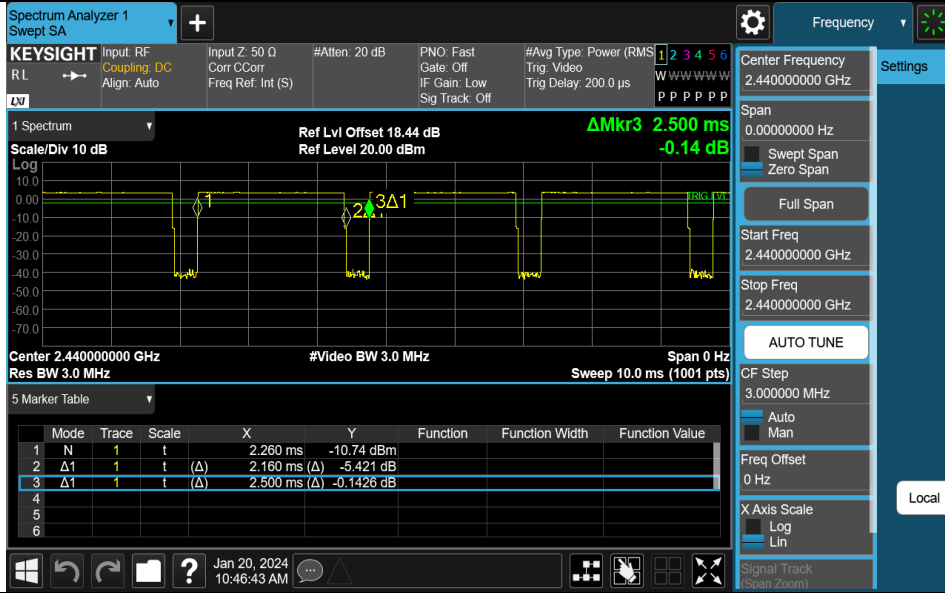 Spectrum Analyzer 1
Swept SA
+
Frequency
KEYSIGHT
R L
LXI
Input: RF
Coupling: DC
Align: Auto
Input Z: 50 Ω
Corr CCorr
Freq Ref: Int (S)
#Atten: 20 dB
PNO: Fast
Gate: Off
IF Gain: Low
Sig Track: Off
#Avg Type: Power (RMS
Trig: Video
Trig Delay: 200.0 µs
1 2 3 4 5 6
W W W W W W
P P P P P P
1 Spectrum
Scale/Div 10 dB
Ref Lvl Offset 18.44 dB
Ref Level 20.00 dBm
ΔMkr3 2.500 ms
-0.14 dB
Log
10.0
0.00
-10.0
-20.0
-30.0
-40.0
-50.0
-60.0
-70.0
1
3Δ1
TRIG LVL
Center 2.440000000 GHz
Res BW 3.0 MHz
#Video BW 3.0 MHz
Span 0 Hz
Sweep 10.0 ms (1001 pts)
5 Marker Table
Mode Trace Scale X Y Function Function Width Function Value
1 N 1 t 2.260 ms -10.74 dBm
2 Δ1 1 t (Δ) 2.160 ms (Δ) -5.421 dB
3 Δ1 1 t (Δ) 2.500 ms (Δ) -0.1426 dB
4
5
6
?
Jan 20, 2024
10:46:43 AM
Center Frequency
2.440000000 GHz
Span
0.00000000 Hz
Swept Span
Zero Span
Full Span
Start Freq
2.440000000 GHz
Stop Freq
2.440000000 GHz
AUTO TUNE
CF Step
3.000000 MHz
Auto
Man
Freq Offset
0 Hz
X Axis Scale
Log
Lin
Signal Track
(Span Zoom)
Settings
Local